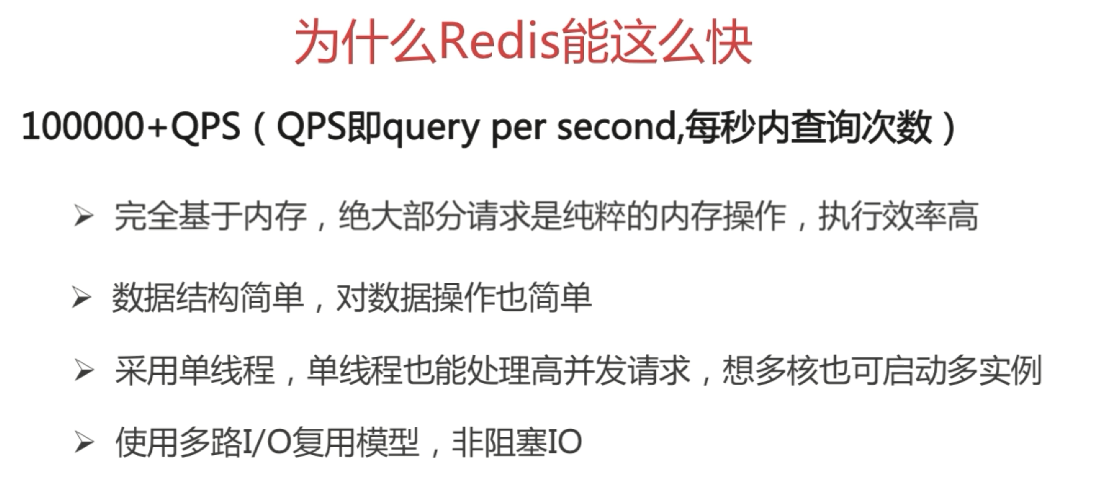 为什么Redis能这么快
100000+QPS（QPS即query per second,每秒内查询次数）
➢ 完全基于内存，绝大部分请求是纯粹的内存操作，执行效率高
➢ 数据结构简单，对数据操作也简单
➢ 采用单线程，单线程也能处理高并发请求，想多核也可启动多实例
➢ 使用多路I/O复用模型，非阻塞IO